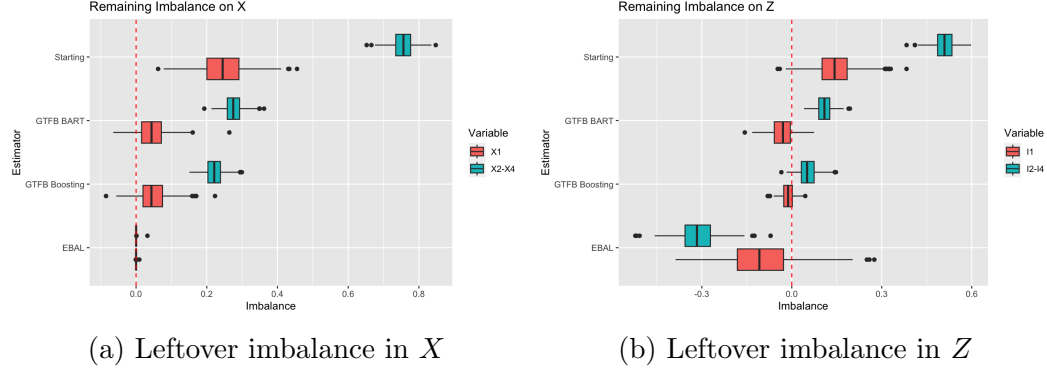 Remaining Imbalance on X
Estimator
Starting
GTFB BART
GTFB Boosting
EBAL
0.0 0.2 0.4 0.6 0.8
Imbalance
Variable
X1
X2-X4
(a) Leftover imbalance in X
Remaining Imbalance on Z
Estimator
Starting
GTFB BART
GTFB Boosting
EBAL
-0.3 0.0 0.3 0.6
Imbalance
Variable
I1
I2-I4
(b) Leftover imbalance in Z